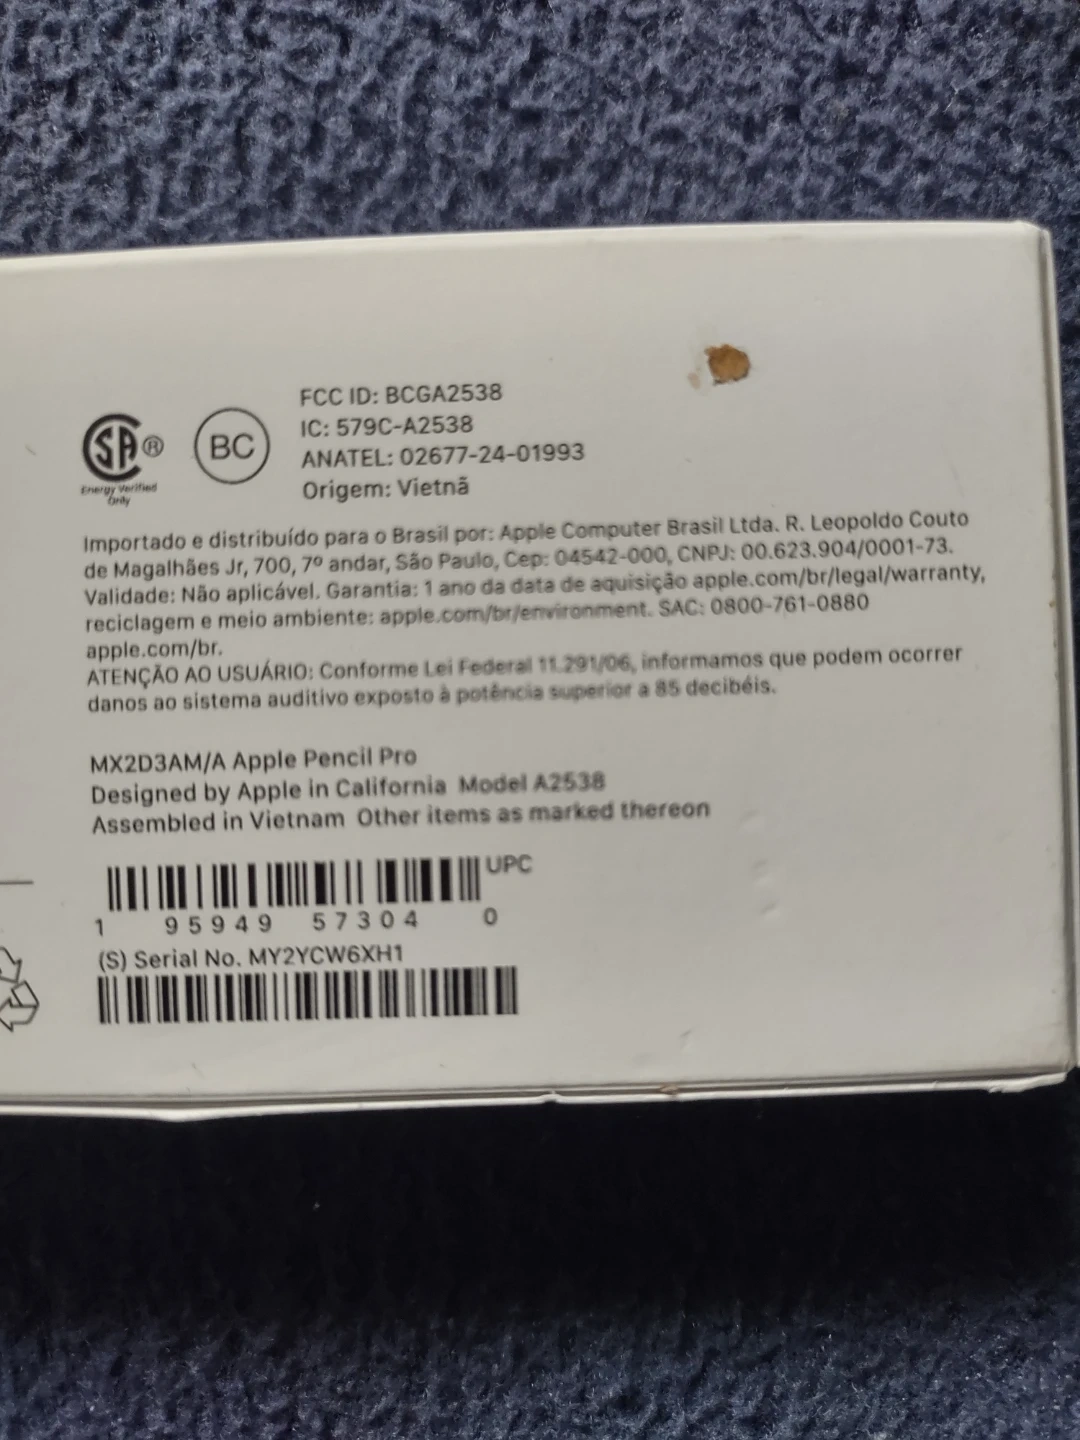 SA®
Energy Verified
Only
BC
FCC ID: BCGA2538
IC: 579C-A2538
ANATEL: 02677-24-01993
Origem: Vietnã
Importado e distribuído para o Brasil por: Apple Computer Brasil Ltda. R. Leopoldo Couto
de Magalhães Jr, 700, 7º andar, São Paulo, Cep: 04542-000, CNPJ: 00.623.904/0001-73.
Validade: Não aplicável. Garantia: 1 ano da data de aquisição apple.com/br/legal/warranty,
reciclagem e meio ambiente: apple.com/br/environment. SAC: 0800-761-0880
apple.com/br.
ATENÇÃO AO USUÁRIO: Conforme Lei Federal 11.291/06, informamos que podem ocorrer
danos ao sistema auditivo exposto à potência superior a 85 decibéis.
MX2D3AM/A Apple Pencil Pro
Designed by Apple in California Model A2538
Assembled in Vietnam Other items as marked thereon
UPC
1 95949 57304 0
(S) Serial No. MY2YCW6XH1